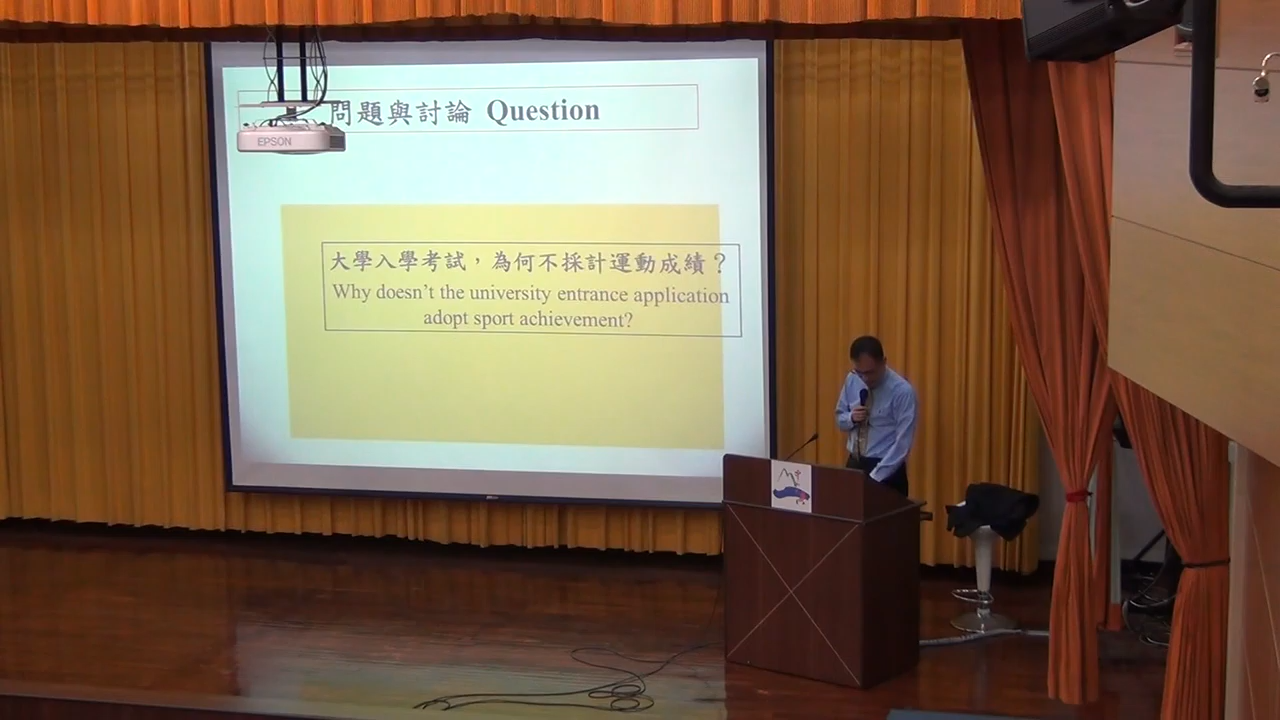 問題與討論 Question
EPSON
大學入學考試，為何不採計運動成績？
Why doesn’t the university entrance application
adopt sport achievement?